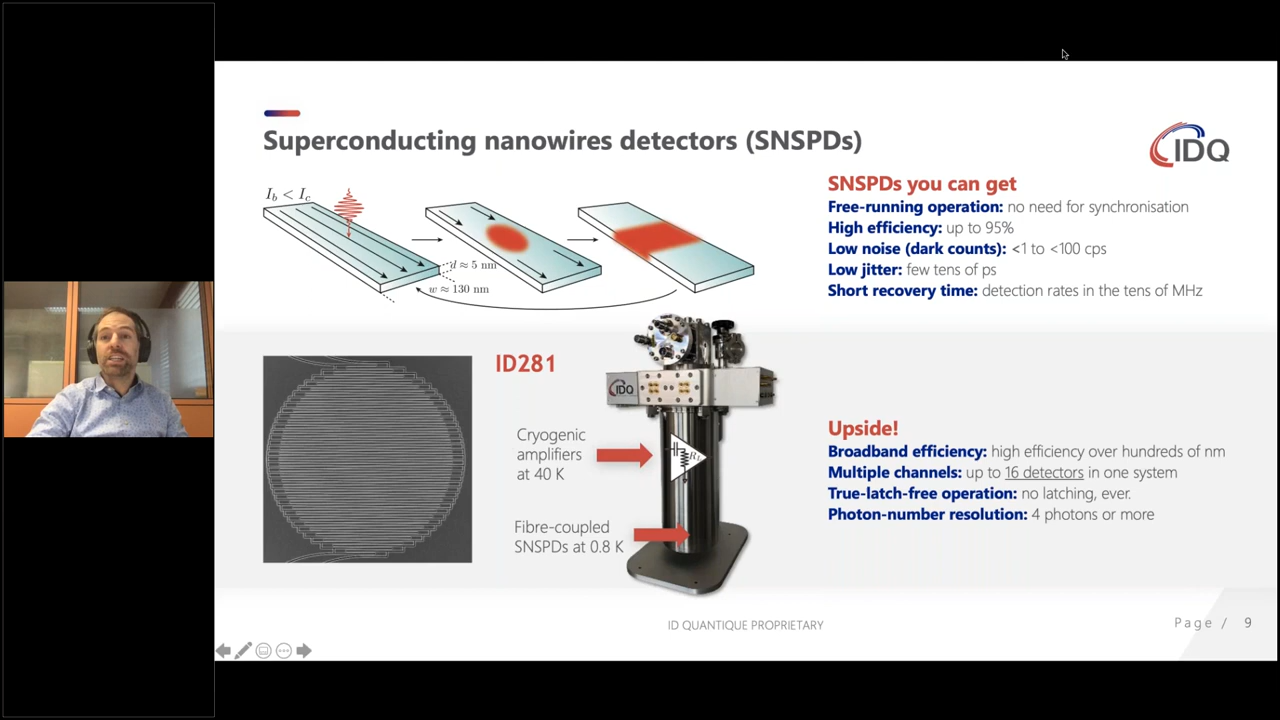 Superconducting nanowires detectors (SNSPDs)
IDQ
I_b < I_c
d ≈ 5 nm
w ≈ 130 nm
SNSPDs you can get
Free-running operation: no need for synchronisation
High efficiency: up to 95%
Low noise (dark counts): <1 to <100 cps
Low jitter: few tens of ps
Short recovery time: detection rates in the tens of MHz
ID281
IDQ
Cryogenic
amplifiers
at 40 K
Fibre-coupled
SNSPDs at 0.8 K
Upside!
Broadband efficiency: high efficiency over hundreds of nm
Multiple channels: up to 16 detectors in one system
True-latch-free operation: no latching, ever.
Photon-number resolution: 4 photons or more
ID QUANTIQUE PROPRIETARY
Page / 9